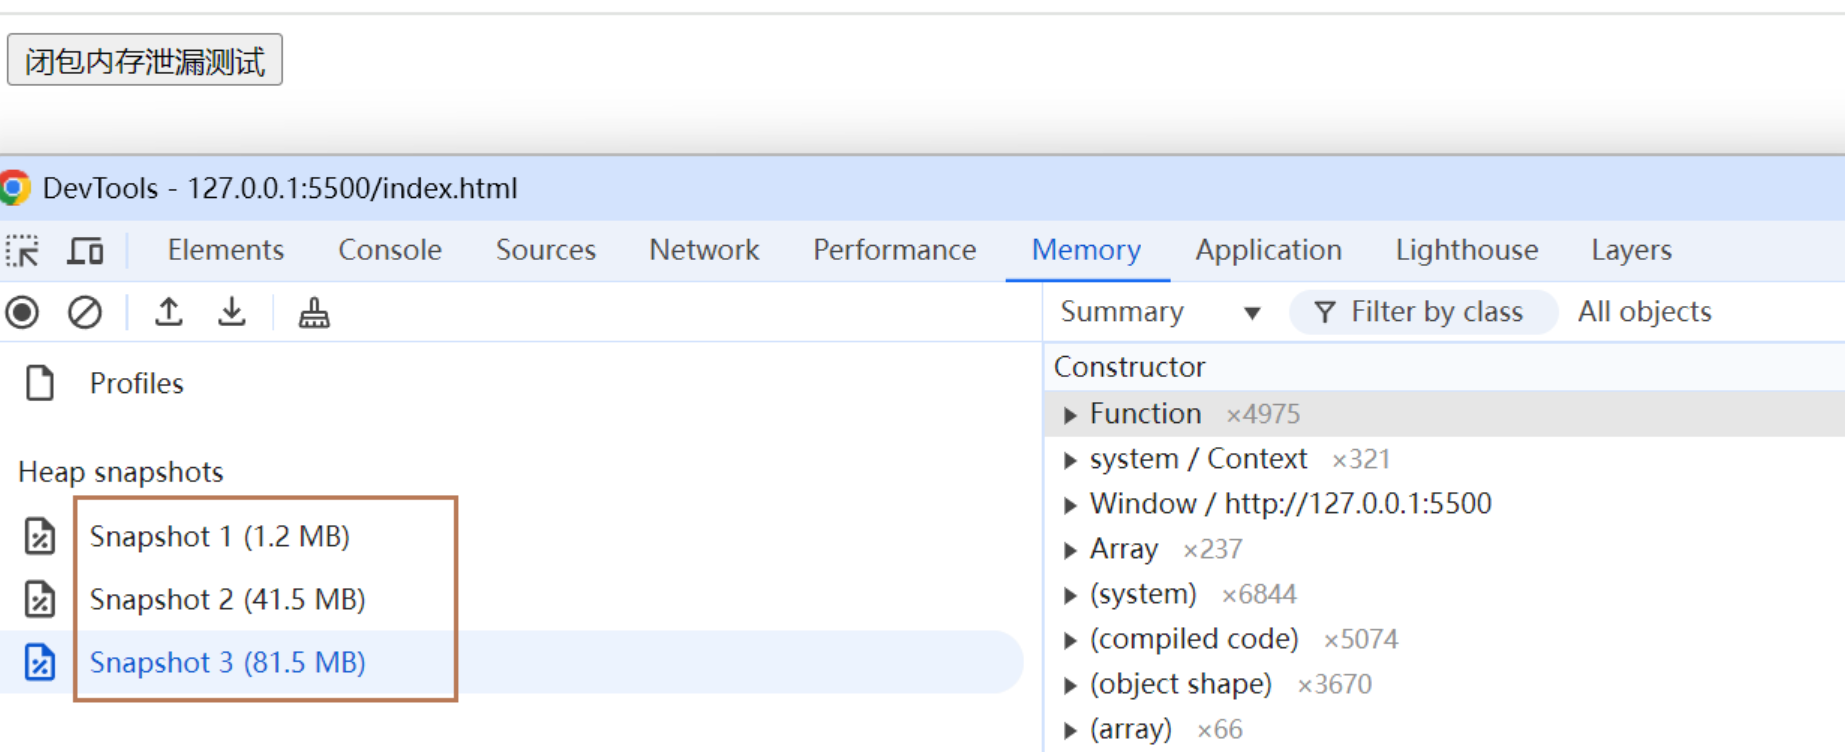 闭包内存泄漏测试
DevTools - 127.0.0.1:5500/index.html
Elements Console Sources Network Performance Memory Application Lighthouse Layers
Summary ▼ Filter by class All objects
Profiles
Heap snapshots
Snapshot 1 (1.2 MB)
Snapshot 2 (41.5 MB)
Snapshot 3 (81.5 MB)
Constructor
Function ×4975
system / Context ×321
Window / http://127.0.0.1:5500
Array ×237
(system) ×6844
(compiled code) ×5074
(object shape) ×3670
(array) ×66